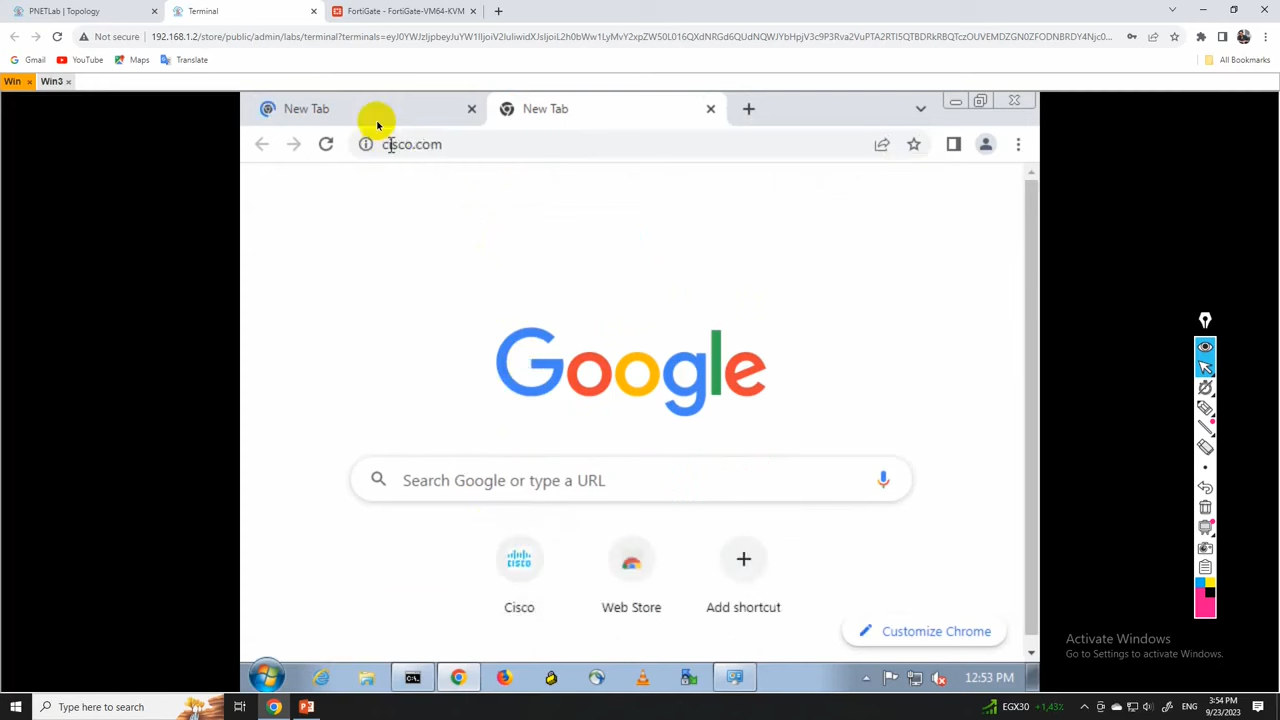 PNETLab | Topology
Terminal
FortiGate - FortiGate-VM64-KVM
Not secure
Gmail
YouTube
Maps
Translate
All Bookmarks
Win
Win3
New Tab
New Tab
cisco.com
Google
Search Google or type a URL
CISCO
Cisco
Web Store
Add shortcut
Customize Chrome
Activate Windows
Go to Settings to activate Windows.
12:53 PM
Type here to search
EGX30 +1,43%
ENG
3:54 PM
9/23/2023